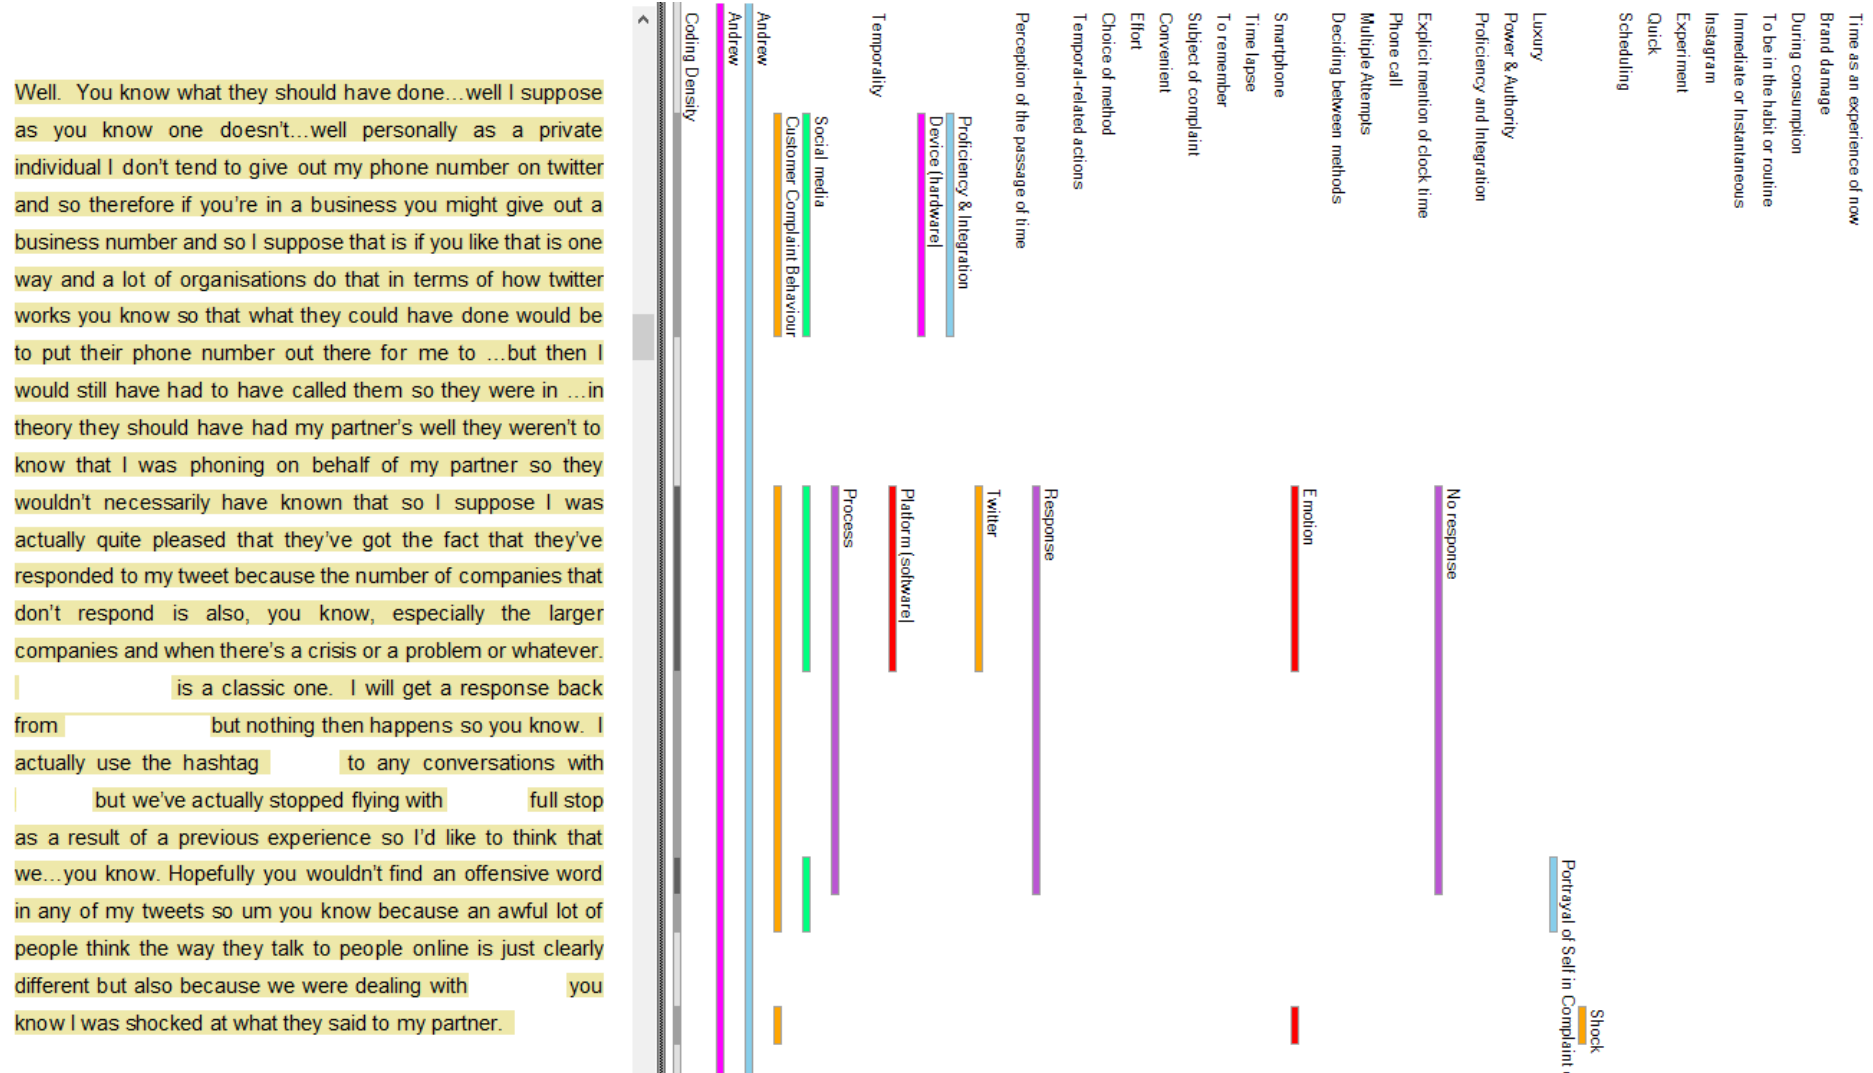 Well. You know what they should have done…well I suppose
as you know one doesn't…well personally as a private
individual I don't tend to give out my phone number on twitter
and so therefore if you're in a business you might give out a
business number and so I suppose that is if you like that is one
way and a lot of organisations do that in terms of how twitter
works you know so that what they could have done would be
to put their phone number out there for me to …but then I
would still have had to have called them so they were in …in
theory they should have had my partner's well they weren't to
know that I was phoning on behalf of my partner so they
wouldn't necessarily have known that so I suppose I was
actually quite pleased that they've got the fact that they've
responded to my tweet because the number of companies that
don't respond is also, you know, especially the larger
companies and when there's a crisis or a problem or whatever.
is a classic one. I will get a response back
from but nothing then happens so you know. I
actually use the hashtag to any conversations with
but we've actually stopped flying with full stop
as a result of a previous experience so I'd like to think that
we…you know. Hopefully you wouldn't find an offensive word
in any of my tweets so um you know because an awful lot of
people think the way they talk to people online is just clearly
different but also because we were dealing with you
know I was shocked at what they said to my partner.
Coding Density
Andrew
Andrew
Customer Complaint Behaviour
Social media
Process
Temporality
Platform (software)
Device (hardware)
Proficiency & Integration
Twitter
Perception of the passage of time
Response
Temporal-related actions
Choice of method
Effort
Convenient
Subject of complaint
To remember
Time lapse
Smartphone
Emotion
Deciding between methods
Multiple Attempts
Phone call
Explicit mention of clock time
No response
Proficiency and Integration
Power & Authority
Luxury
Portrayal of Self in Complaint
Shock
Scheduling
Quick
Experiment
Instagram
Immediate or Instantaneous
To be in the habit or routine
During consumption
Brand damage
Time as an experience of now